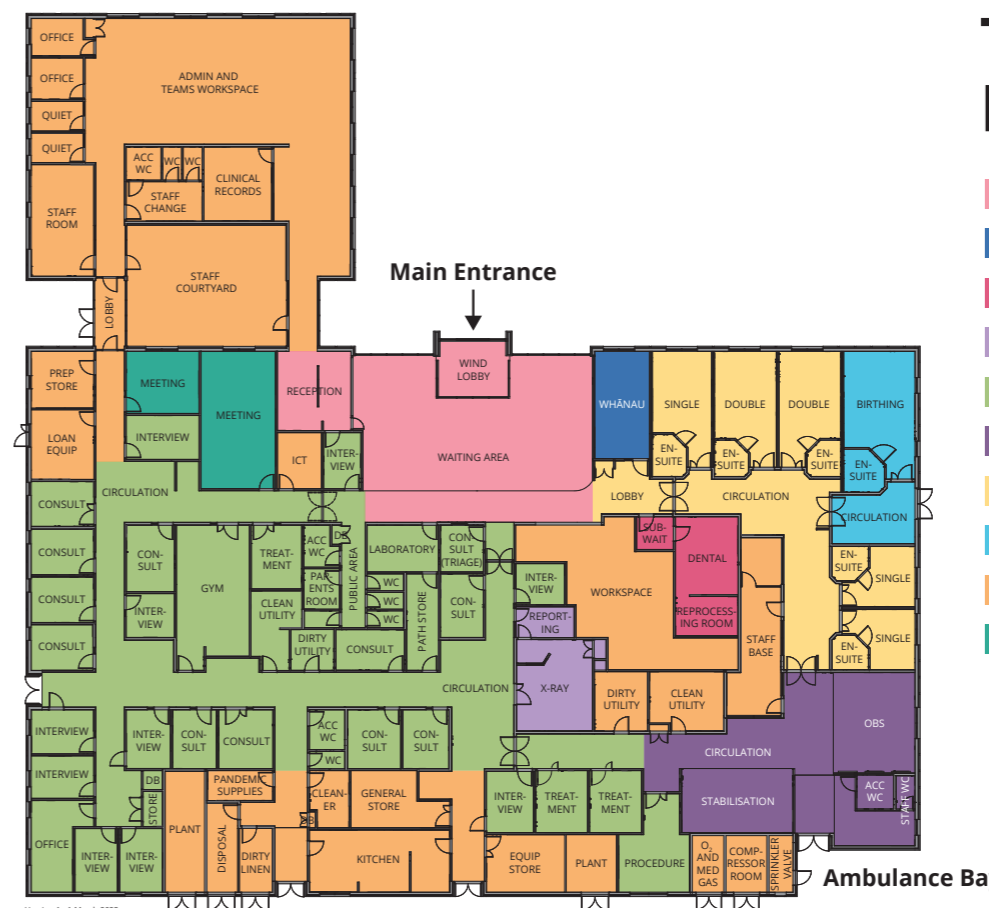 OFFICE
ADMIN AND
TEAMS WORKSPACE
OFFICE
QUIET
QUIET
ACC
WC
WC
WC
CLINICAL
RECORDS
STAFF
CHANGE
STAFF
ROOM
STAFF
COURTYARD
LOBBY
Main Entrance
WIND
LOBBY
PREP
STORE
MEETING
MEETING
RECEPTION
WHĀNAU
SINGLE
DOUBLE
DOUBLE
BIRTHING
LOAN
EQUIP
INTERVIEW
ICT
INTER-
VIEW
WAITING AREA
EN-
SUITE
EN-
SUITE
EN-
SUITE
EN-
SUITE
CIRCULATION
LOBBY
CIRCULATION
CIRCULATION
CONSULT
CONSULT
CONSULT
CONSULT
CON-
SULT
GYM
TREAT-
MENT
ACC
WC
DB
PUBLIC AREA
LABORATORY
CON-
SULT
(TRIAGE)
SUB-
WAIT
DENTAL
PAR-
ENTS
ROOM
WC
WC
WC
PATH STORE
CON-
SULT
INTER-
VIEW
WORKSPACE
EN-
SUITE
SINGLE
INTER-
VIEW
CLEAN
UTILITY
REPORT-
ING
REPROCESS-
ING ROOM
STAFF
BASE
SINGLE
EN-
SUITE
DIRTY
UTILITY
CONSULT
CIRCULATION
X-RAY
DIRTY
UTILITY
CLEAN
UTILITY
INTERVIEW
INTER-
VIEW
CON-
SULT
CONSULT
ACC
WC
CON-
SULT
CON-
SULT
WC
OBS
CIRCULATION
INTERVIEW
DB
STORE
PANDEMIC
SUPPLIES
CLEAN-
ER
GENERAL
STORE
INTER-
VIEW
TREAT-
MENT
TREAT-
MENT
STABILISATION
ACC
WC
STAFF WC
OFFICE
INTER-
VIEW
INTER-
VIEW
PLANT
DISPOSAL
DIRTY
LINEN
DB
KITCHEN
EQUIP
STORE
PLANT
PROCEDURE
O₂
AND
MED
GAS
COMP-
RESSOR
ROOM
SPRINKLER
VALVE
Ambulance Ba